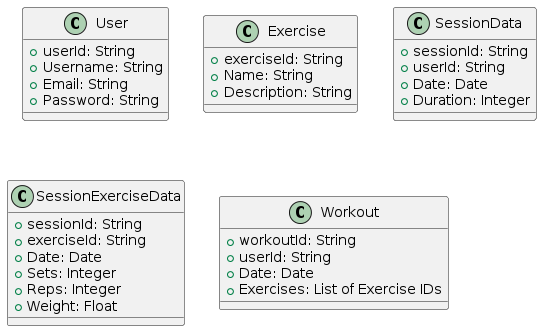 C User
userId: String
Username: String
Email: String
Password: String
C Exercise
exerciseId: String
Name: String
Description: String
C SessionData
sessionId: String
userId: String
Date: Date
Duration: Integer
C SessionExerciseData
sessionId: String
exerciseId: String
Date: Date
Sets: Integer
Reps: Integer
Weight: Float
C Workout
workoutId: String
userId: String
Date: Date
Exercises: List of Exercise IDs